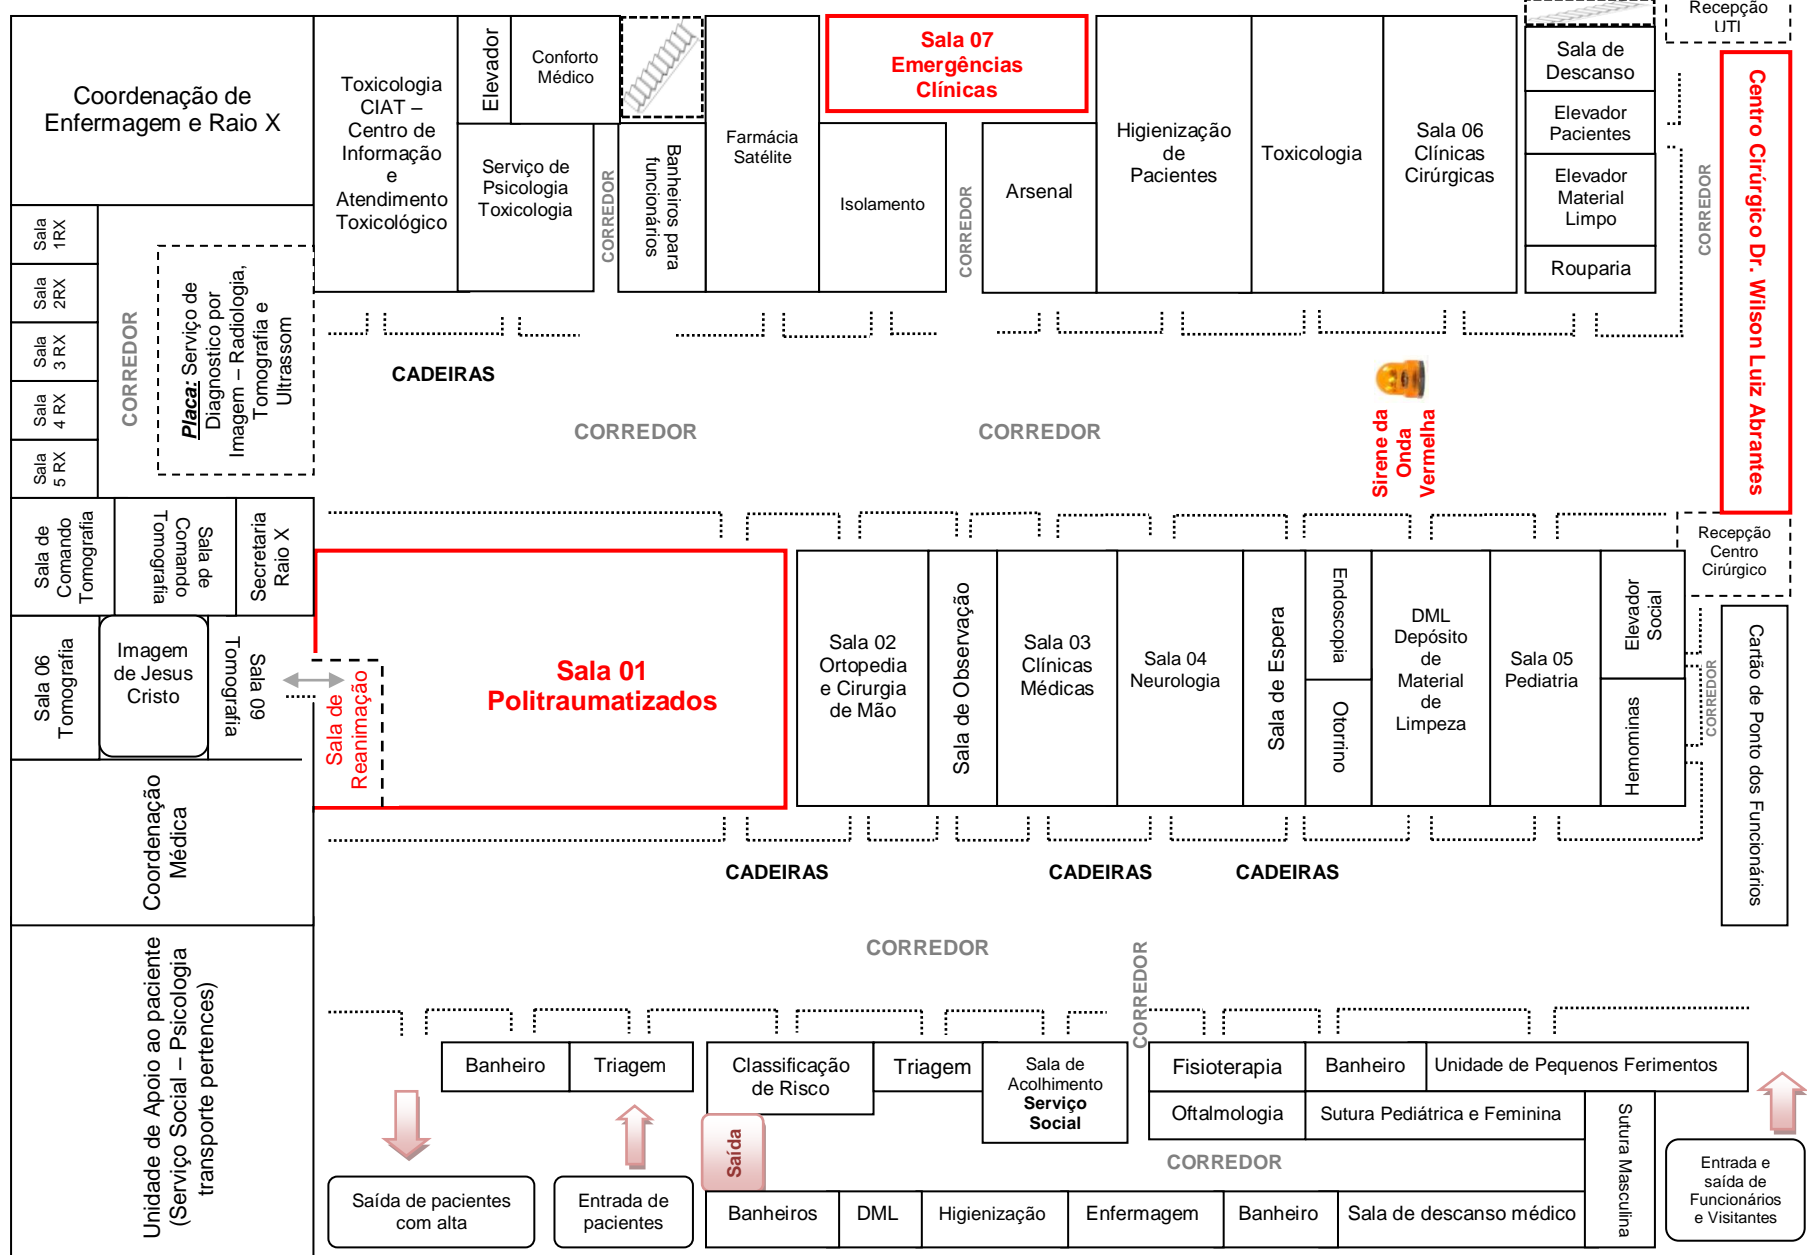 Coordenação de
Enfermagem e Raio X
Toxicologia
CIAT –
Centro de
Informação
e
Atendimento
Toxicológico
Elevador
Conforto
Médico
Serviço de
Psicologia
Toxicologia
CORREDOR
Banheiros para
funcionários
Farmácia
Satélite
Sala 07
Emergências
Clínicas
Isolamento
CORREDOR
Arsenal
Higienização
de
Pacientes
Toxicologia
Sala 06
Clínicas
Cirúrgicas
Sala de
Descanso
Elevador
Pacientes
Elevador
Material
Limpo
Rouparia
Recepção
UTI
CORREDOR
Centro Cirúrgico Dr. Wilson Luiz Abrantes
Sala
1RX
Sala
2RX
Sala
3 RX
Sala
4 RX
Sala
5 RX
CORREDOR
Placa: Serviço de
Diagnostico por
Imagem – Radiologia,
Tomografia e
Ultrassom
CADEIRAS
CORREDOR
CORREDOR
Sirene da
Onda
Vermelha
Sala de
Comando
Tomografia
Sala de
Comando
Tomografia
Secretaria
Raio X
Sala 06
Tomografia
Imagem
de Jesus
Cristo
Sala 09
Tomografia
Sala de
Reanimação
Sala 01
Politraumatizados
Sala 02
Ortopedia
e Cirurgia
de Mão
Sala de Observação
Sala 03
Clínicas
Médicas
Sala 04
Neurologia
Sala de Espera
Endoscopia
Otorrino
DML
Depósito
de
Material
de
Limpeza
Sala 05
Pediatria
Elevador
Social
Hemominas
Recepção
Centro
Cirúrgico
CORREDOR
Cartão de Ponto dos Funcionários
Coordenação
Médica
CADEIRAS
CADEIRAS
CADEIRAS
CORREDOR
CORREDOR
Unidade de Apoio ao paciente
(Serviço Social – Psicologia
transporte pertences)
Banheiro
Triagem
Classificação
de Risco
Triagem
Sala de
Acolhimento
Serviço
Social
Fisioterapia
Banheiro
Unidade de Pequenos Ferimentos
Oftalmologia
Sutura Pediátrica e Feminina
Sutura Masculina
Saída
CORREDOR
Saída de pacientes
com alta
Entrada de
pacientes
Banheiros
DML
Higienização
Enfermagem
Banheiro
Sala de descanso médico
Entrada e
saída de
Funcionários
e Visitantes